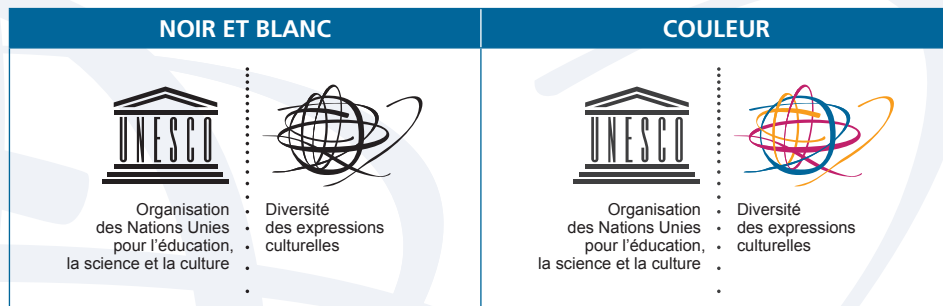 NOIR ET BLANC
UNESCO
Organisation
des Nations Unies
pour l'éducation,
la science et la culture
Diversité
des expressions
culturelles
COULEUR
UNESCO
Organisation
des Nations Unies
pour l'éducation,
la science et la culture
Diversité
des expressions
culturelles